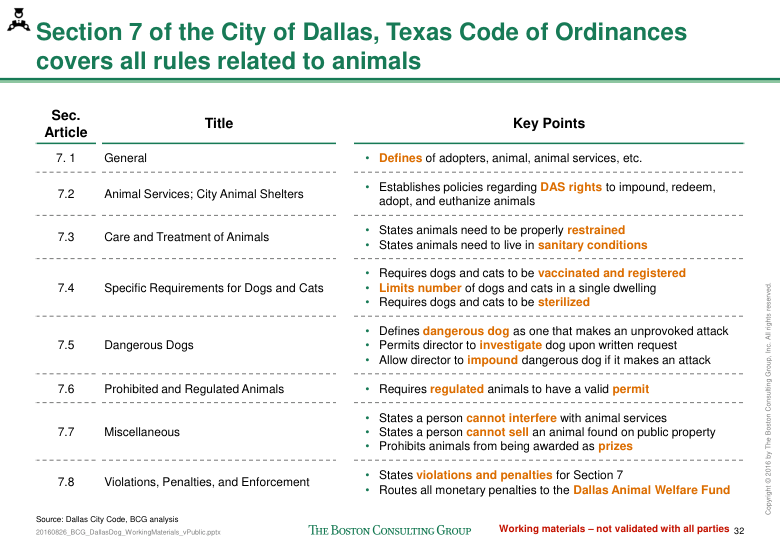 Section 7 of the City of Dallas, Texas Code of Ordinances
covers all rules related to animals
Sec.
Article
Title
Key Points
7. 1
General
• Defines of adopters, animal, animal services, etc.
7.2
Animal Services; City Animal Shelters
• Establishes policies regarding DAS rights to impound, redeem,
adopt, and euthanize animals
7.3
Care and Treatment of Animals
• States animals need to be properly restrained
• States animals need to live in sanitary conditions
7.4
Specific Requirements for Dogs and Cats
• Requires dogs and cats to be vaccinated and registered
• Limits number of dogs and cats in a single dwelling
• Requires dogs and cats to be sterilized
7.5
Dangerous Dogs
• Defines dangerous dog as one that makes an unprovoked attack
• Permits director to investigate dog upon written request
• Allow director to impound dangerous dog if it makes an attack
7.6
Prohibited and Regulated Animals
• Requires regulated animals to have a valid permit
7.7
Miscellaneous
• States a person cannot interfere with animal services
• States a person cannot sell an animal found on public property
• Prohibits animals from being awarded as prizes
7.8
Violations, Penalties, and Enforcement
• States violations and penalties for Section 7
• Routes all monetary penalties to the Dallas Animal Welfare Fund
Source: Dallas City Code, BCG analysis
20160826_BCG_DallasDog_WorkingMaterials_vPublic.pptx
THE BOSTON CONSULTING GROUP
Working materials – not validated with all parties
32
Copyright © 2016 by The Boston Consulting Group, Inc. All rights reserved.